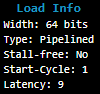 Load Info
Width: 64 bits
Type: Pipelined
Stall-free: No
Start-Cycle: 1
Latency: 9